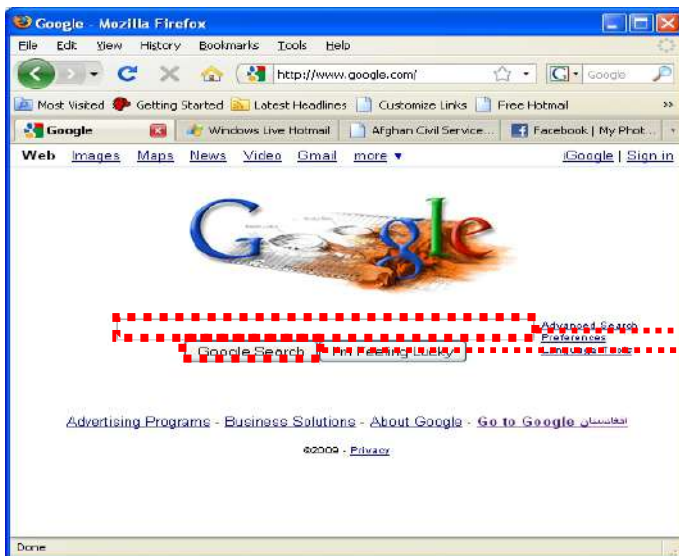 Google - Mozilla Firefox
File Edit View History Bookmarks Tools Help
http://www.google.com/ Google
Most Visited Getting Started Latest Headlines Customize Links Free Hotmail »
Google Windows Live Hotmail Afghan Civil Service... Facebook | My Phot...
Web Images Maps News Video Gmail more ▼ iGoogle | Sign in
Google
Advanced Search
Preferences
Language Tools
Google Search I'm Feeling Lucky
Advertising Programs - Business Solutions - About Google - Go to Google افغانستان
©2009 - Privacy
Done